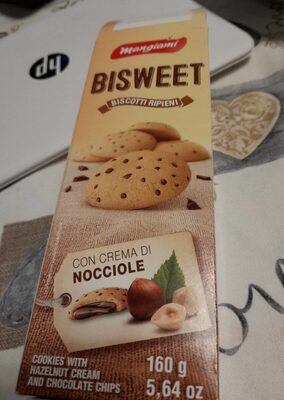 hp
Mangiami
BISWEET
BISCOTTI RIPIENI
CON CREMA DI
NOCCIOLE
COOKIES WITH
HAZELNUT CREAM
AND CHOCOLATE CHIPS
160 g
5,64 oz